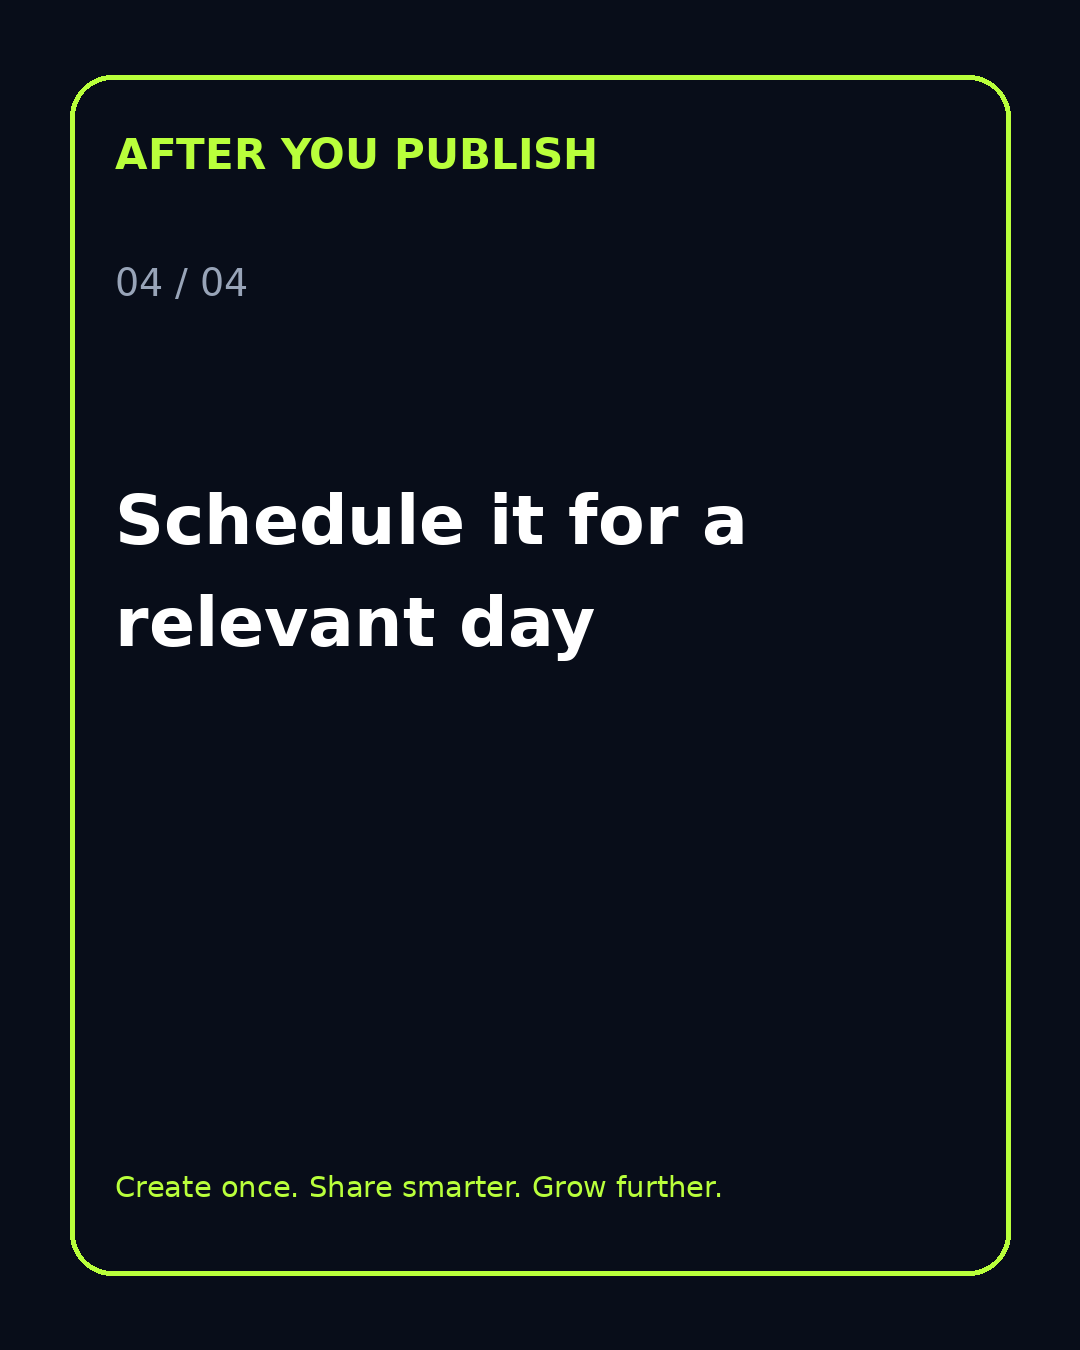 AFTER YOU PUBLISH
04 / 04
Schedule it for a
relevant day
Create once. Share smarter. Grow further.